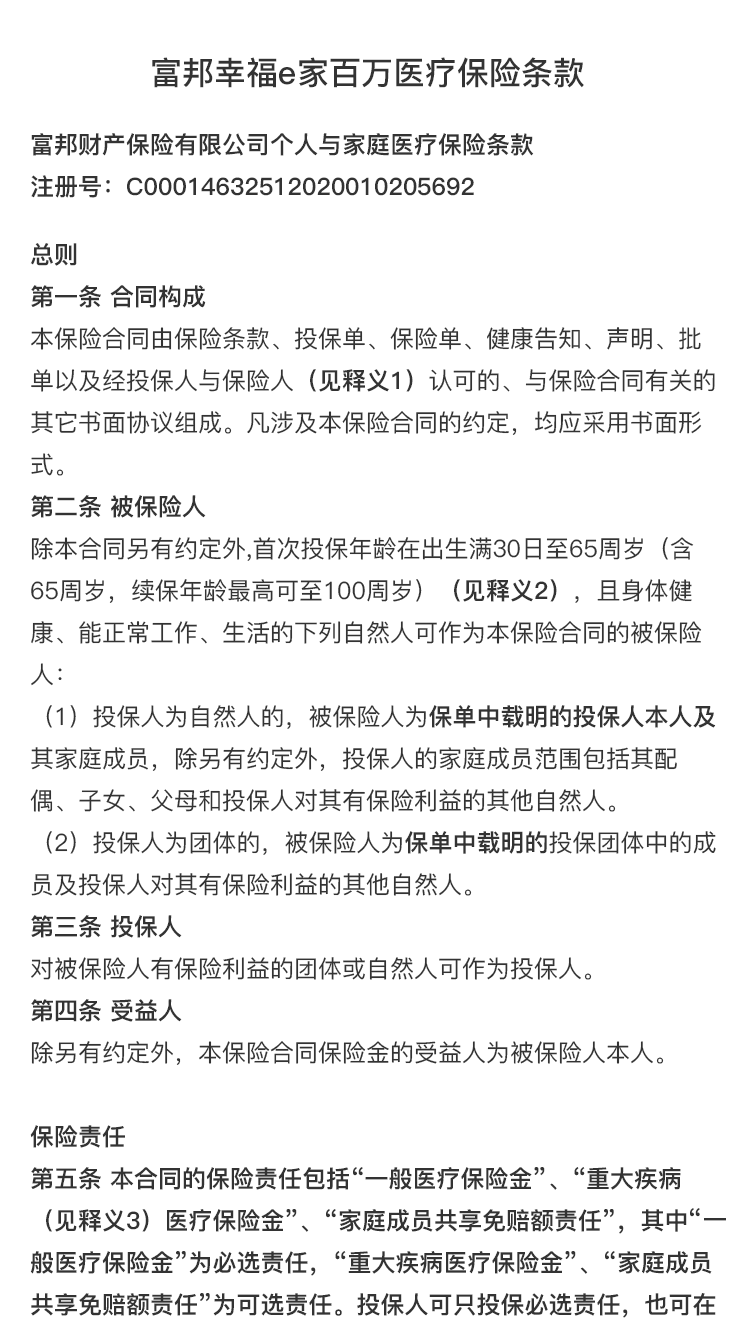 富邦幸福e家百万医疗保险条款
富邦财产保险有限公司个人与家庭医疗保险条款
注册号：C00014632512020010205692
总则
第一条 合同构成
本保险合同由保险条款、投保单、保险单、健康告知、声明、批
单以及经投保人与保险人（见释义1）认可的、与保险合同有关的
其它书面协议组成。凡涉及本保险合同的约定，均应采用书面形
式。
第二条 被保险人
除本合同另有约定外,首次投保年龄在出生满30日至65周岁（含
65周岁，续保年龄最高可至100周岁）（见释义2），且身体健
康、能正常工作、生活的下列自然人可作为本保险合同的被保险
人：
（1）投保人为自然人的，被保险人为保单中载明的投保人本人及
其家庭成员，除另有约定外，投保人的家庭成员范围包括其配
偶、子女、父母和投保人对其有保险利益的其他自然人。
（2）投保人为团体的，被保险人为保单中载明的投保团体中的成
员及投保人对其有保险利益的其他自然人。
第三条 投保人
对被保险人有保险利益的团体或自然人可作为投保人。
第四条 受益人
除另有约定外，本保险合同保险金的受益人为被保险人本人。
保险责任
第五条 本合同的保险责任包括“一般医疗保险金”、“重大疾病
（见释义3）医疗保险金”、“家庭成员共享免赔额责任”，其中“一
般医疗保险金”为必选责任，“重大疾病医疗保险金”、“家庭成员
共享免赔额责任”为可选责任。投保人可只投保必选责任，也可在